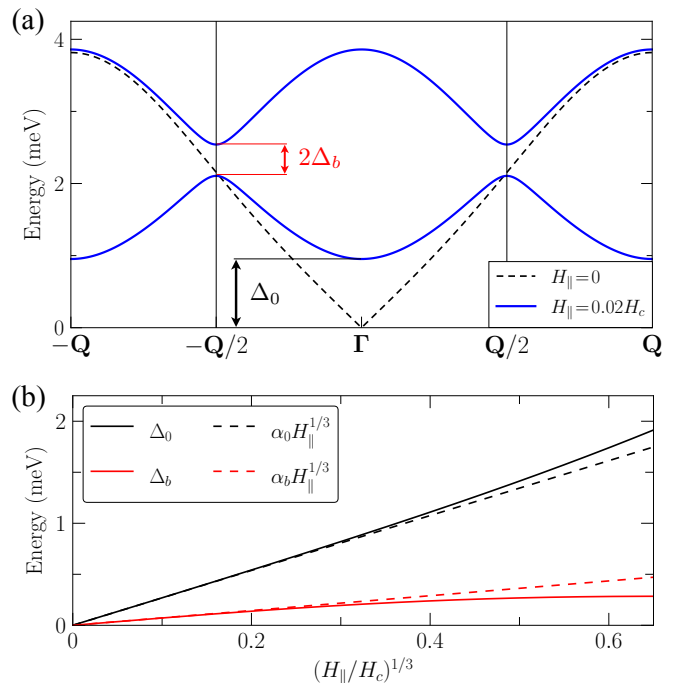 (a)
4
2
0
Energy (meV)
2Δ_b
Δ_0
H_∥=0
H_∥=0.02H_c
−Q
−Q/2
Γ
Q/2
Q
(b)
2
1
0
Energy (meV)
Δ_0
α_0H_∥^{1/3}
Δ_b
α_bH_∥^{1/3}
0
0.2
0.4
0.6
(H_∥/H_c)^{1/3}